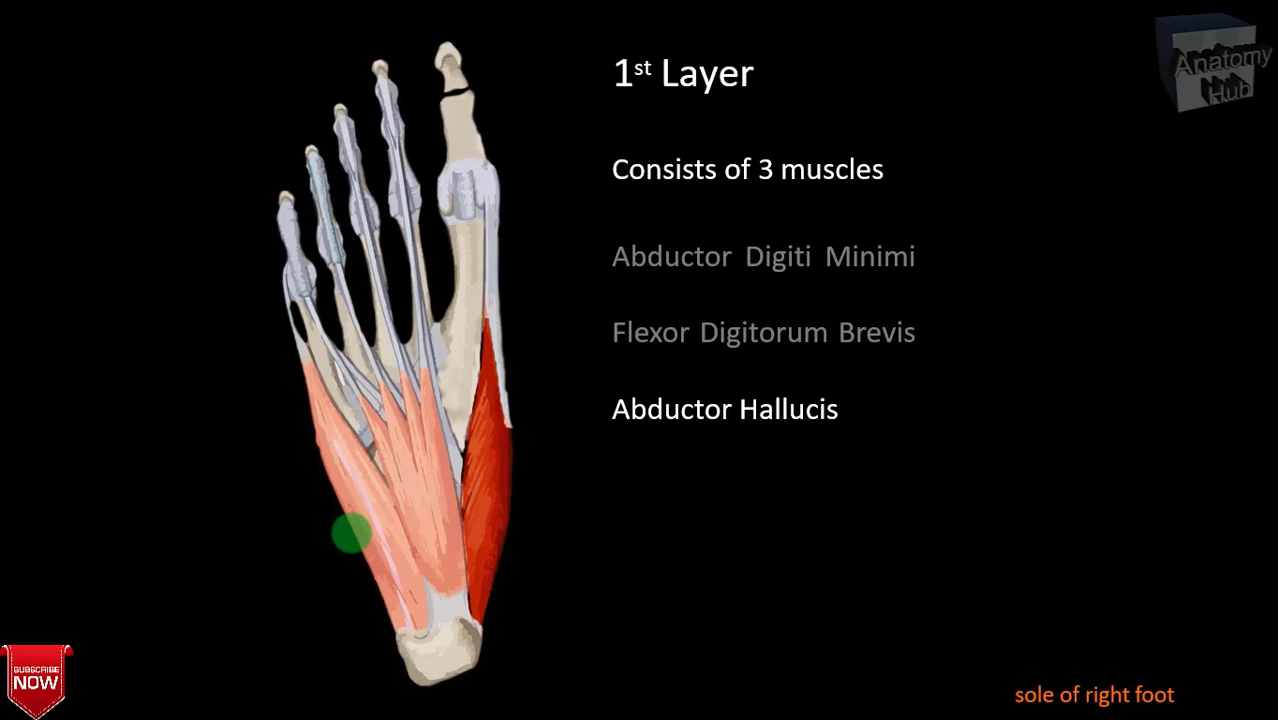 1st Layer
Anatomy
Hub
Consists of 3 muscles
Abductor Digiti Minimi
Flexor Digitorum Brevis
Abductor Hallucis
SUBSCRIBE
NOW
sole of right foot